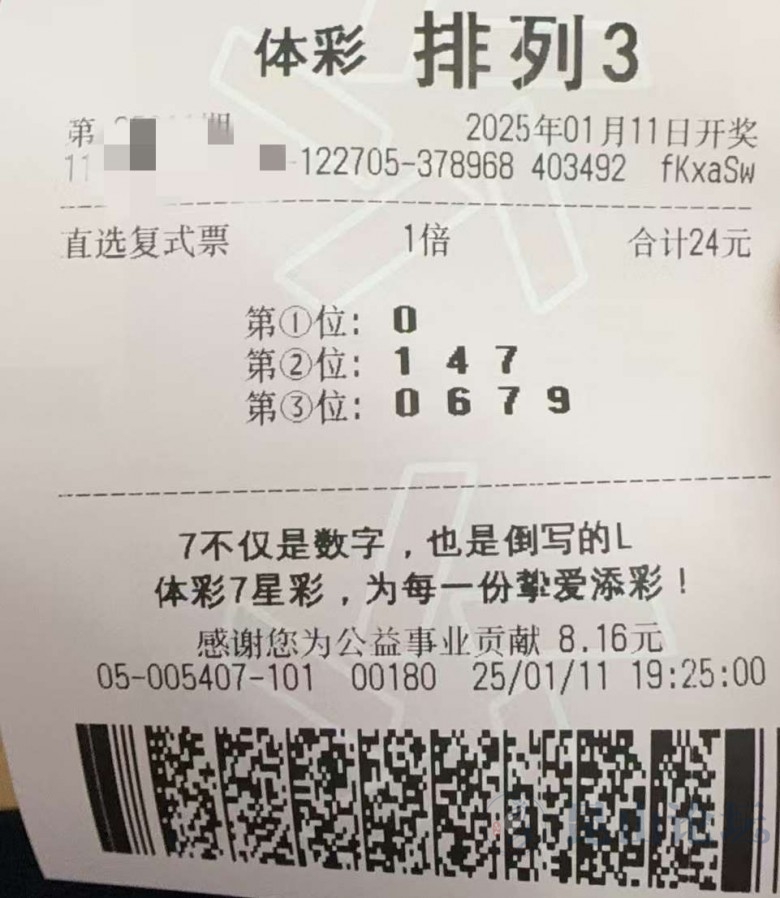 体彩 排列3
第 期 2025年01月11日开奖
11 -122705-378968 403492 fKxaSw
直选复式票 1倍 合计24元
第①位: 0
第②位: 1 4 7
第③位: 0 6 7 9
7不仅是数字，也是倒写的L
体彩7星彩，为每一份挚爱添彩！
感谢您为公益事业贡献 8.16元
05-005407-101 00180 25/01/11 19:25:00